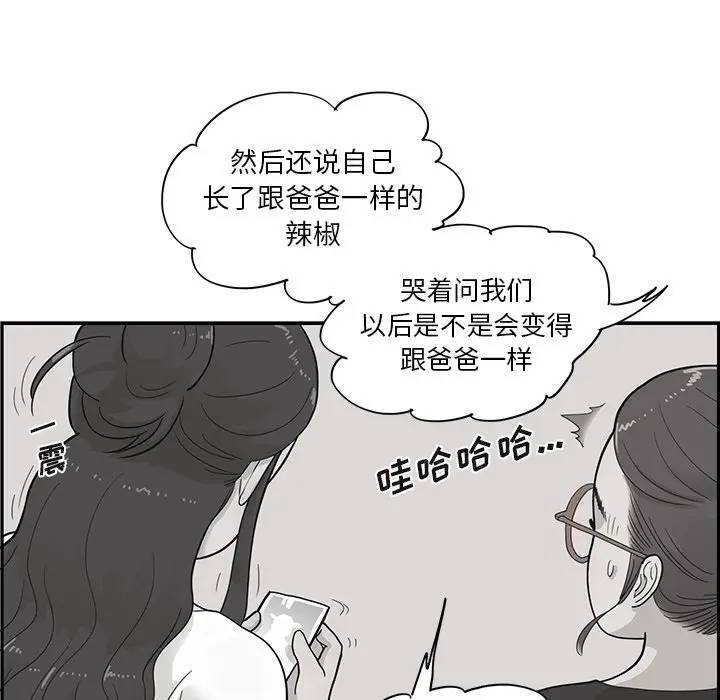 然后还说自己
长了跟爸爸一样的
辣椒
哭着问我们
以后是不是会变得
跟爸爸一样
一震
哇哈哈哈…